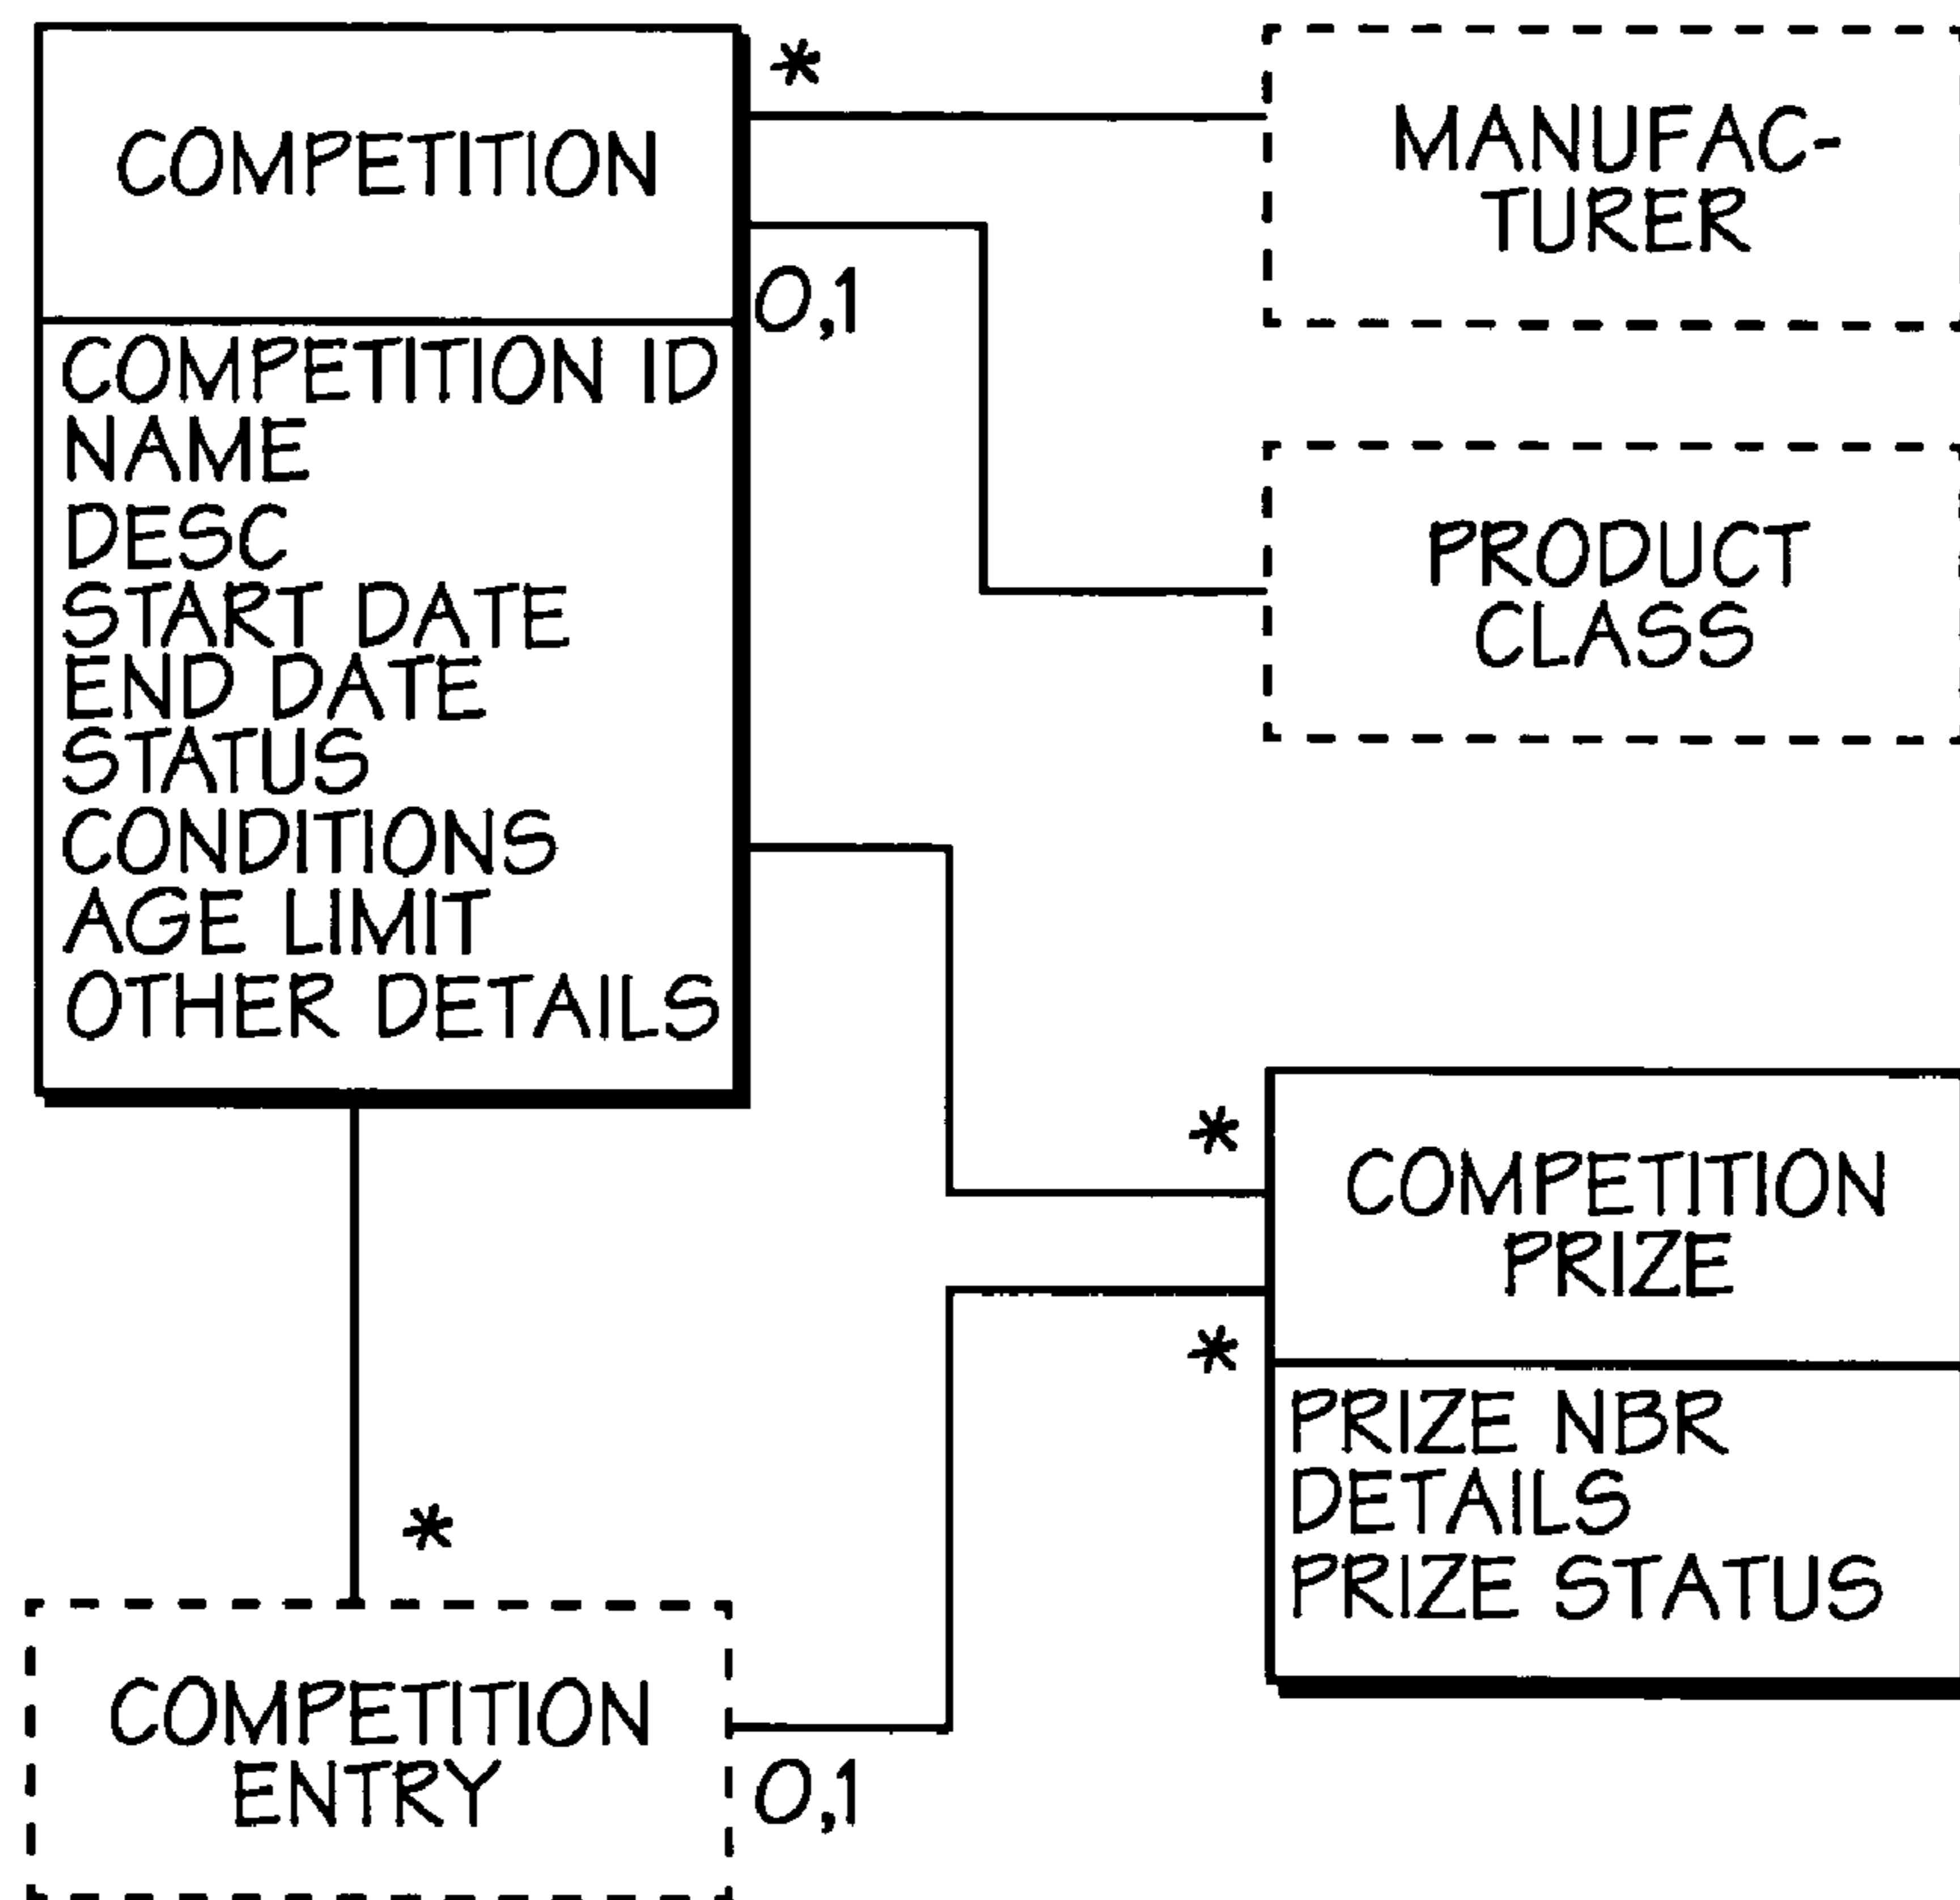 COMPETITION
COMPETITION ID
NAME
DESC
START DATE
END DATE
STATUS
CONDITIONS
AGE LIMIT
OTHER DETAILS
*
0,1
MANUFAC-
TURER
PRODUCT
CLASS
*
*
COMPETITION
PRIZE
PRIZE NBR
DETAILS
PRIZE STATUS
*
COMPETITION
ENTRY
0,1